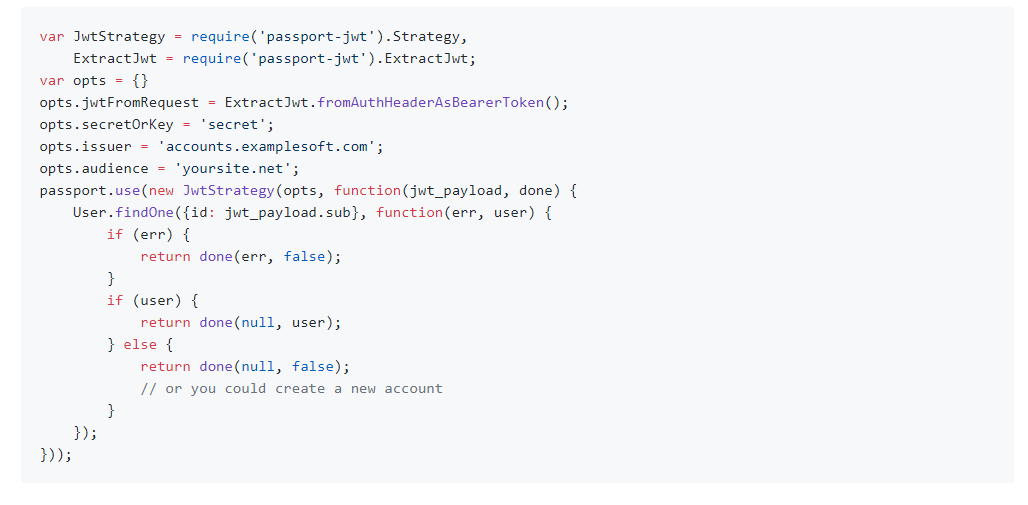 var JwtStrategy = require('passport-jwt').Strategy,
    ExtractJwt = require('passport-jwt').ExtractJwt;
var opts = {}
opts.jwtFromRequest = ExtractJwt.fromAuthHeaderAsBearerToken();
opts.secretOrKey = 'secret';
opts.issuer = 'accounts.examplesoft.com';
opts.audience = 'yoursite.net';
passport.use(new JwtStrategy(opts, function(jwt_payload, done) {
    User.findOne({id: jwt_payload.sub}, function(err, user) {
        if (err) {
            return done(err, false);
        }
        if (user) {
            return done(null, user);
        } else {
            return done(null, false);
            // or you could create a new account
        }
    });
}));